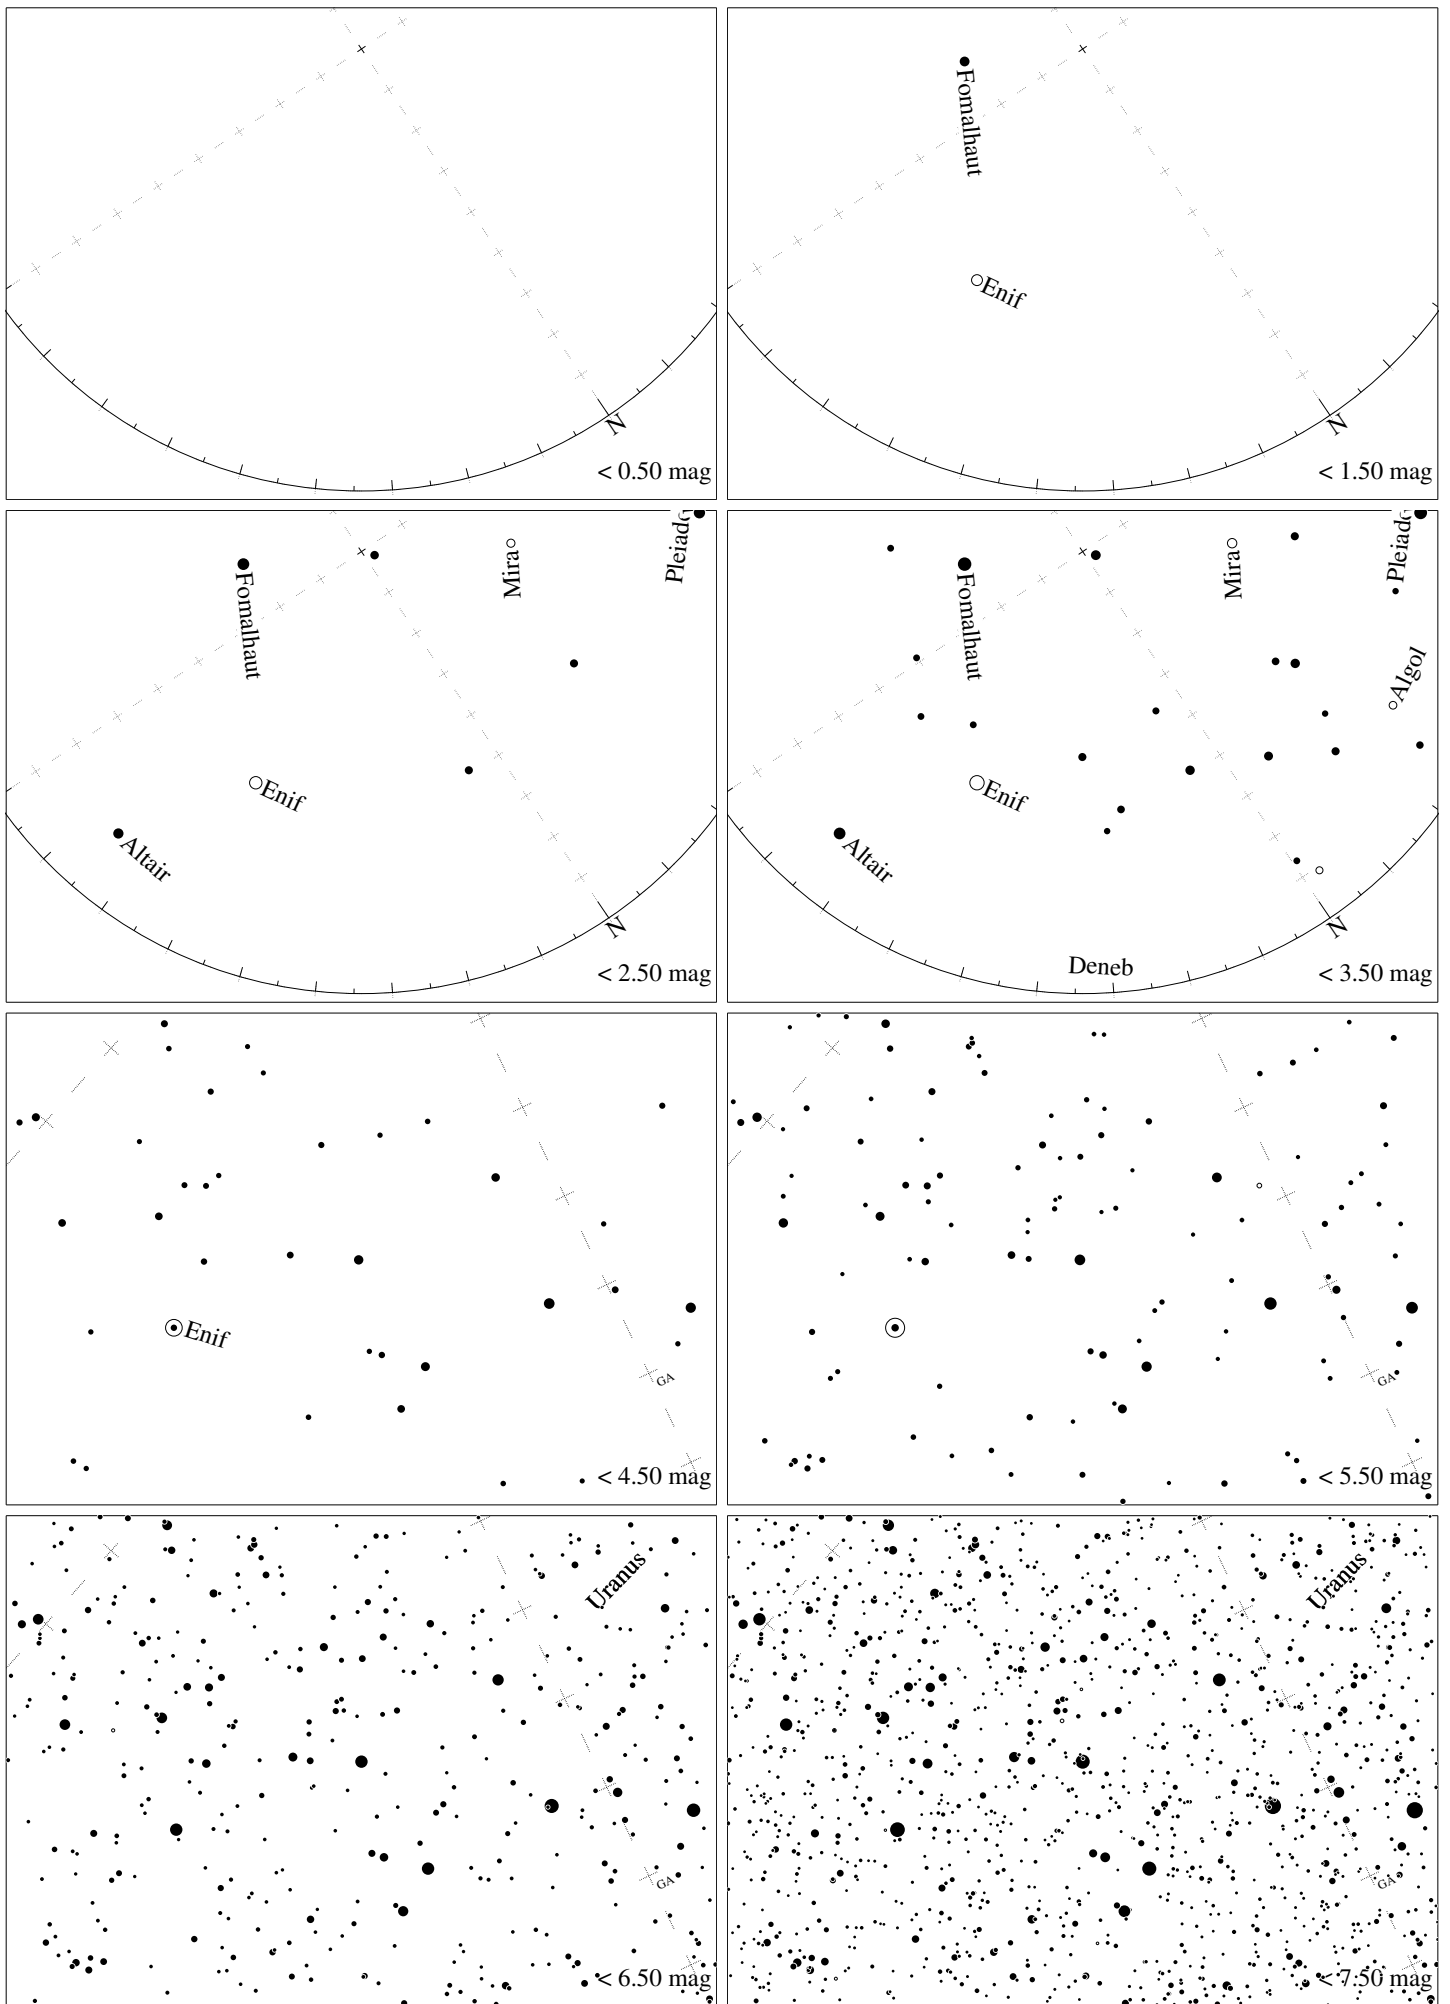 N
< 0.50 mag
Fomalhaut
Enif
N
< 1.50 mag
Pleiad
Mira
Fomalhaut
Enif
Altair
N
< 2.50 mag
Pleiad
Mira
Fomalhaut
Algol
Enif
Altair
N
Deneb
< 3.50 mag
Enif
GA
< 4.50 mag
GA
< 5.50 mag
Uranus
GA
< 6.50 mag
Uranus
GA
< 7.50 mag